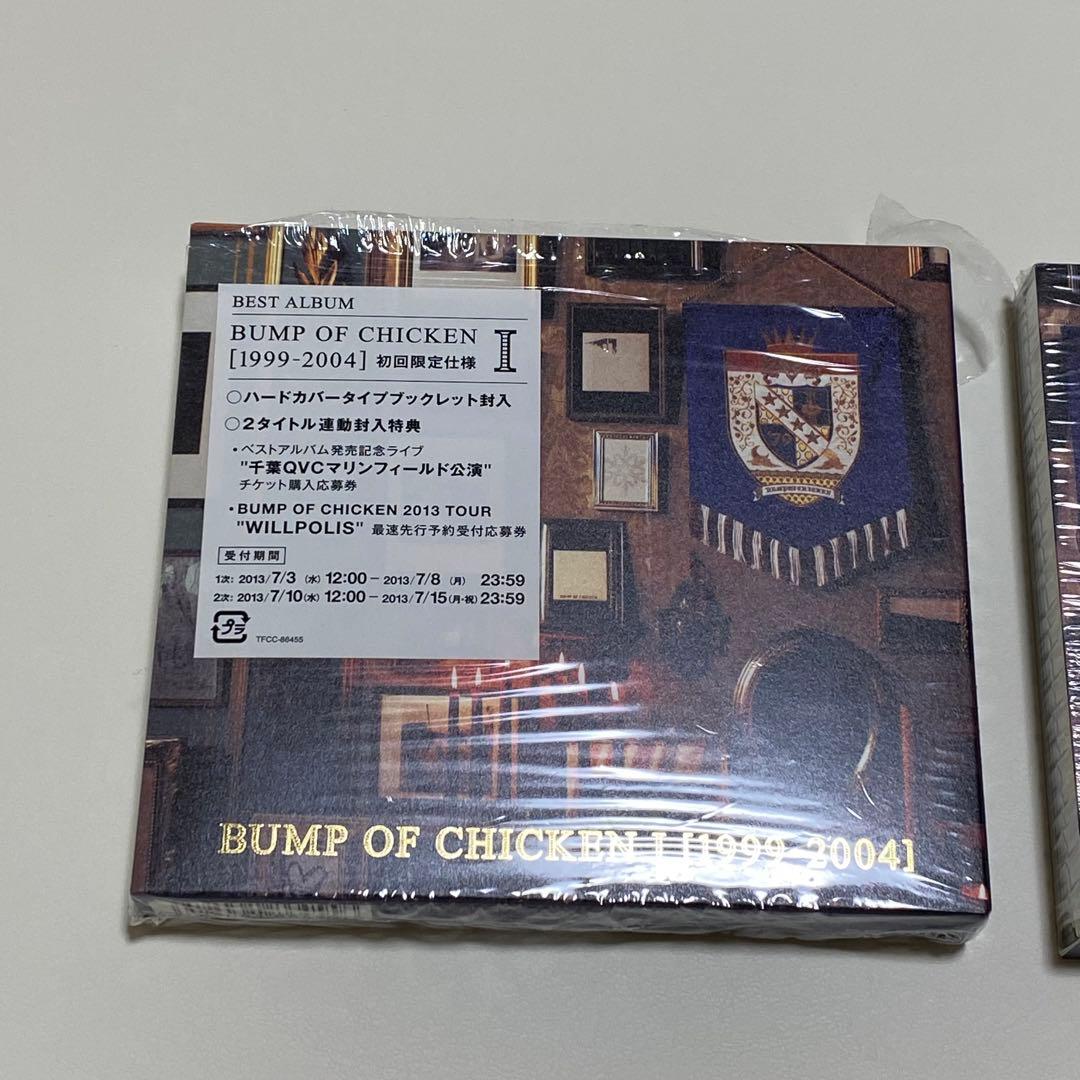 BEST ALBUM
BUMP OF CHICKEN I
[1999-2004] 初回限定仕様
○ハードカバータイプブックレット封入
○2タイトル連動封入特典
・ベストアルバム発売記念ライブ
"千葉QVCマリンフィールド公演"
チケット購入応募券
・BUMP OF CHICKEN 2013 TOUR
"WILLPOLIS" 最速先行予約受付応募券
受付期間
1次: 2013/7/3 (水) 12:00 - 2013/7/8 (月) 23:59
2次: 2013/7/10(水) 12:00 - 2013/7/15(月・祝) 23:59
プラ
TFCC-86455
BUMP OF CHICKEN
BUMP OF CHICKEN I [1999-2004]